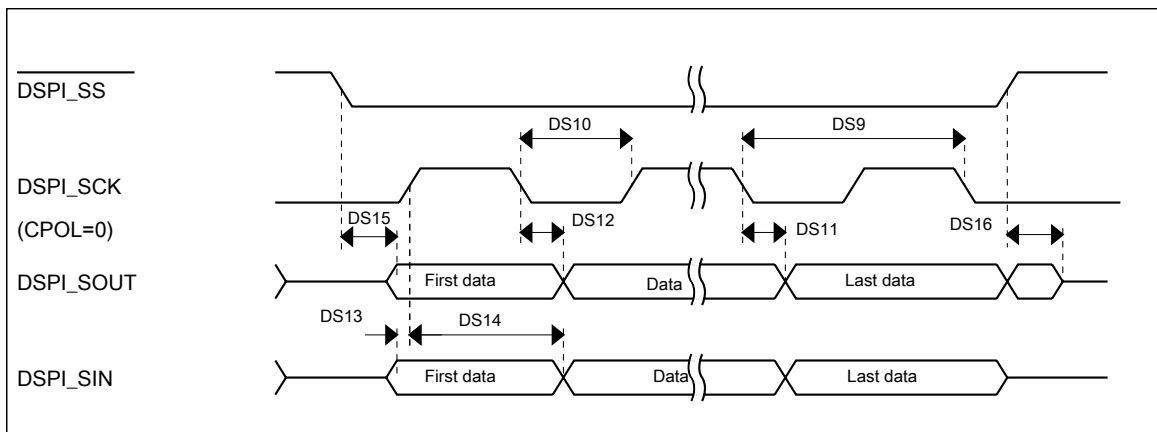 DSPI_SS
DS10
DS9
DSPI_SCK
(CPOL=0)
DS15
DS12
DS11
DS16
DSPI_SOUT
First data
Data
Last data
DS13
DS14
DSPI_SIN
First data
Data
Last data